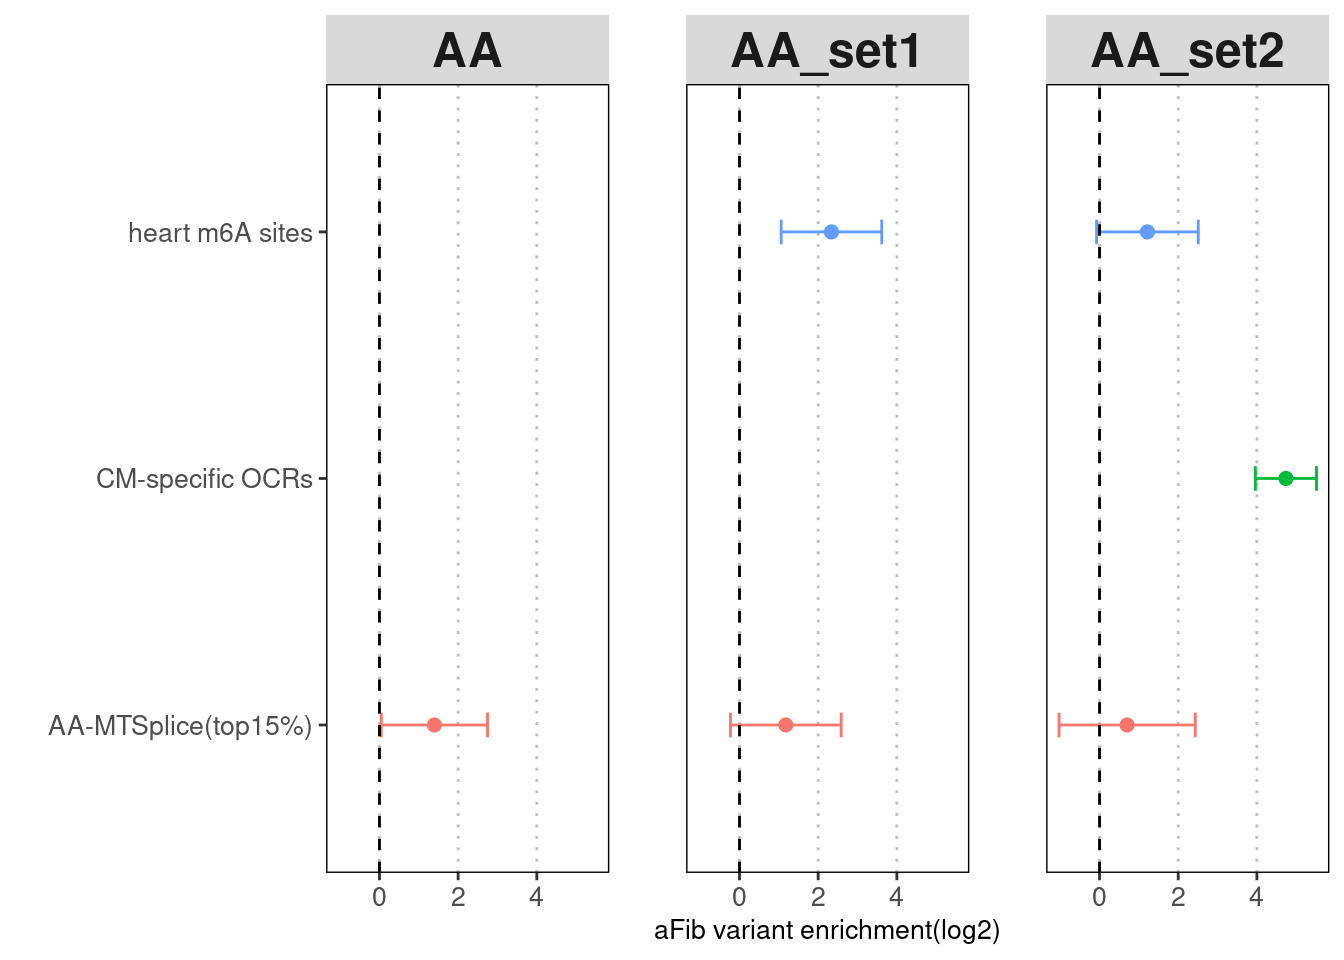 AA AA_set1 AA_set2
heart m6A sites
CM-specific OCRs
AA-MTSplice(top15%)
0 2 4 0 2 4 0 2 4
aFib variant enrichment(log2)